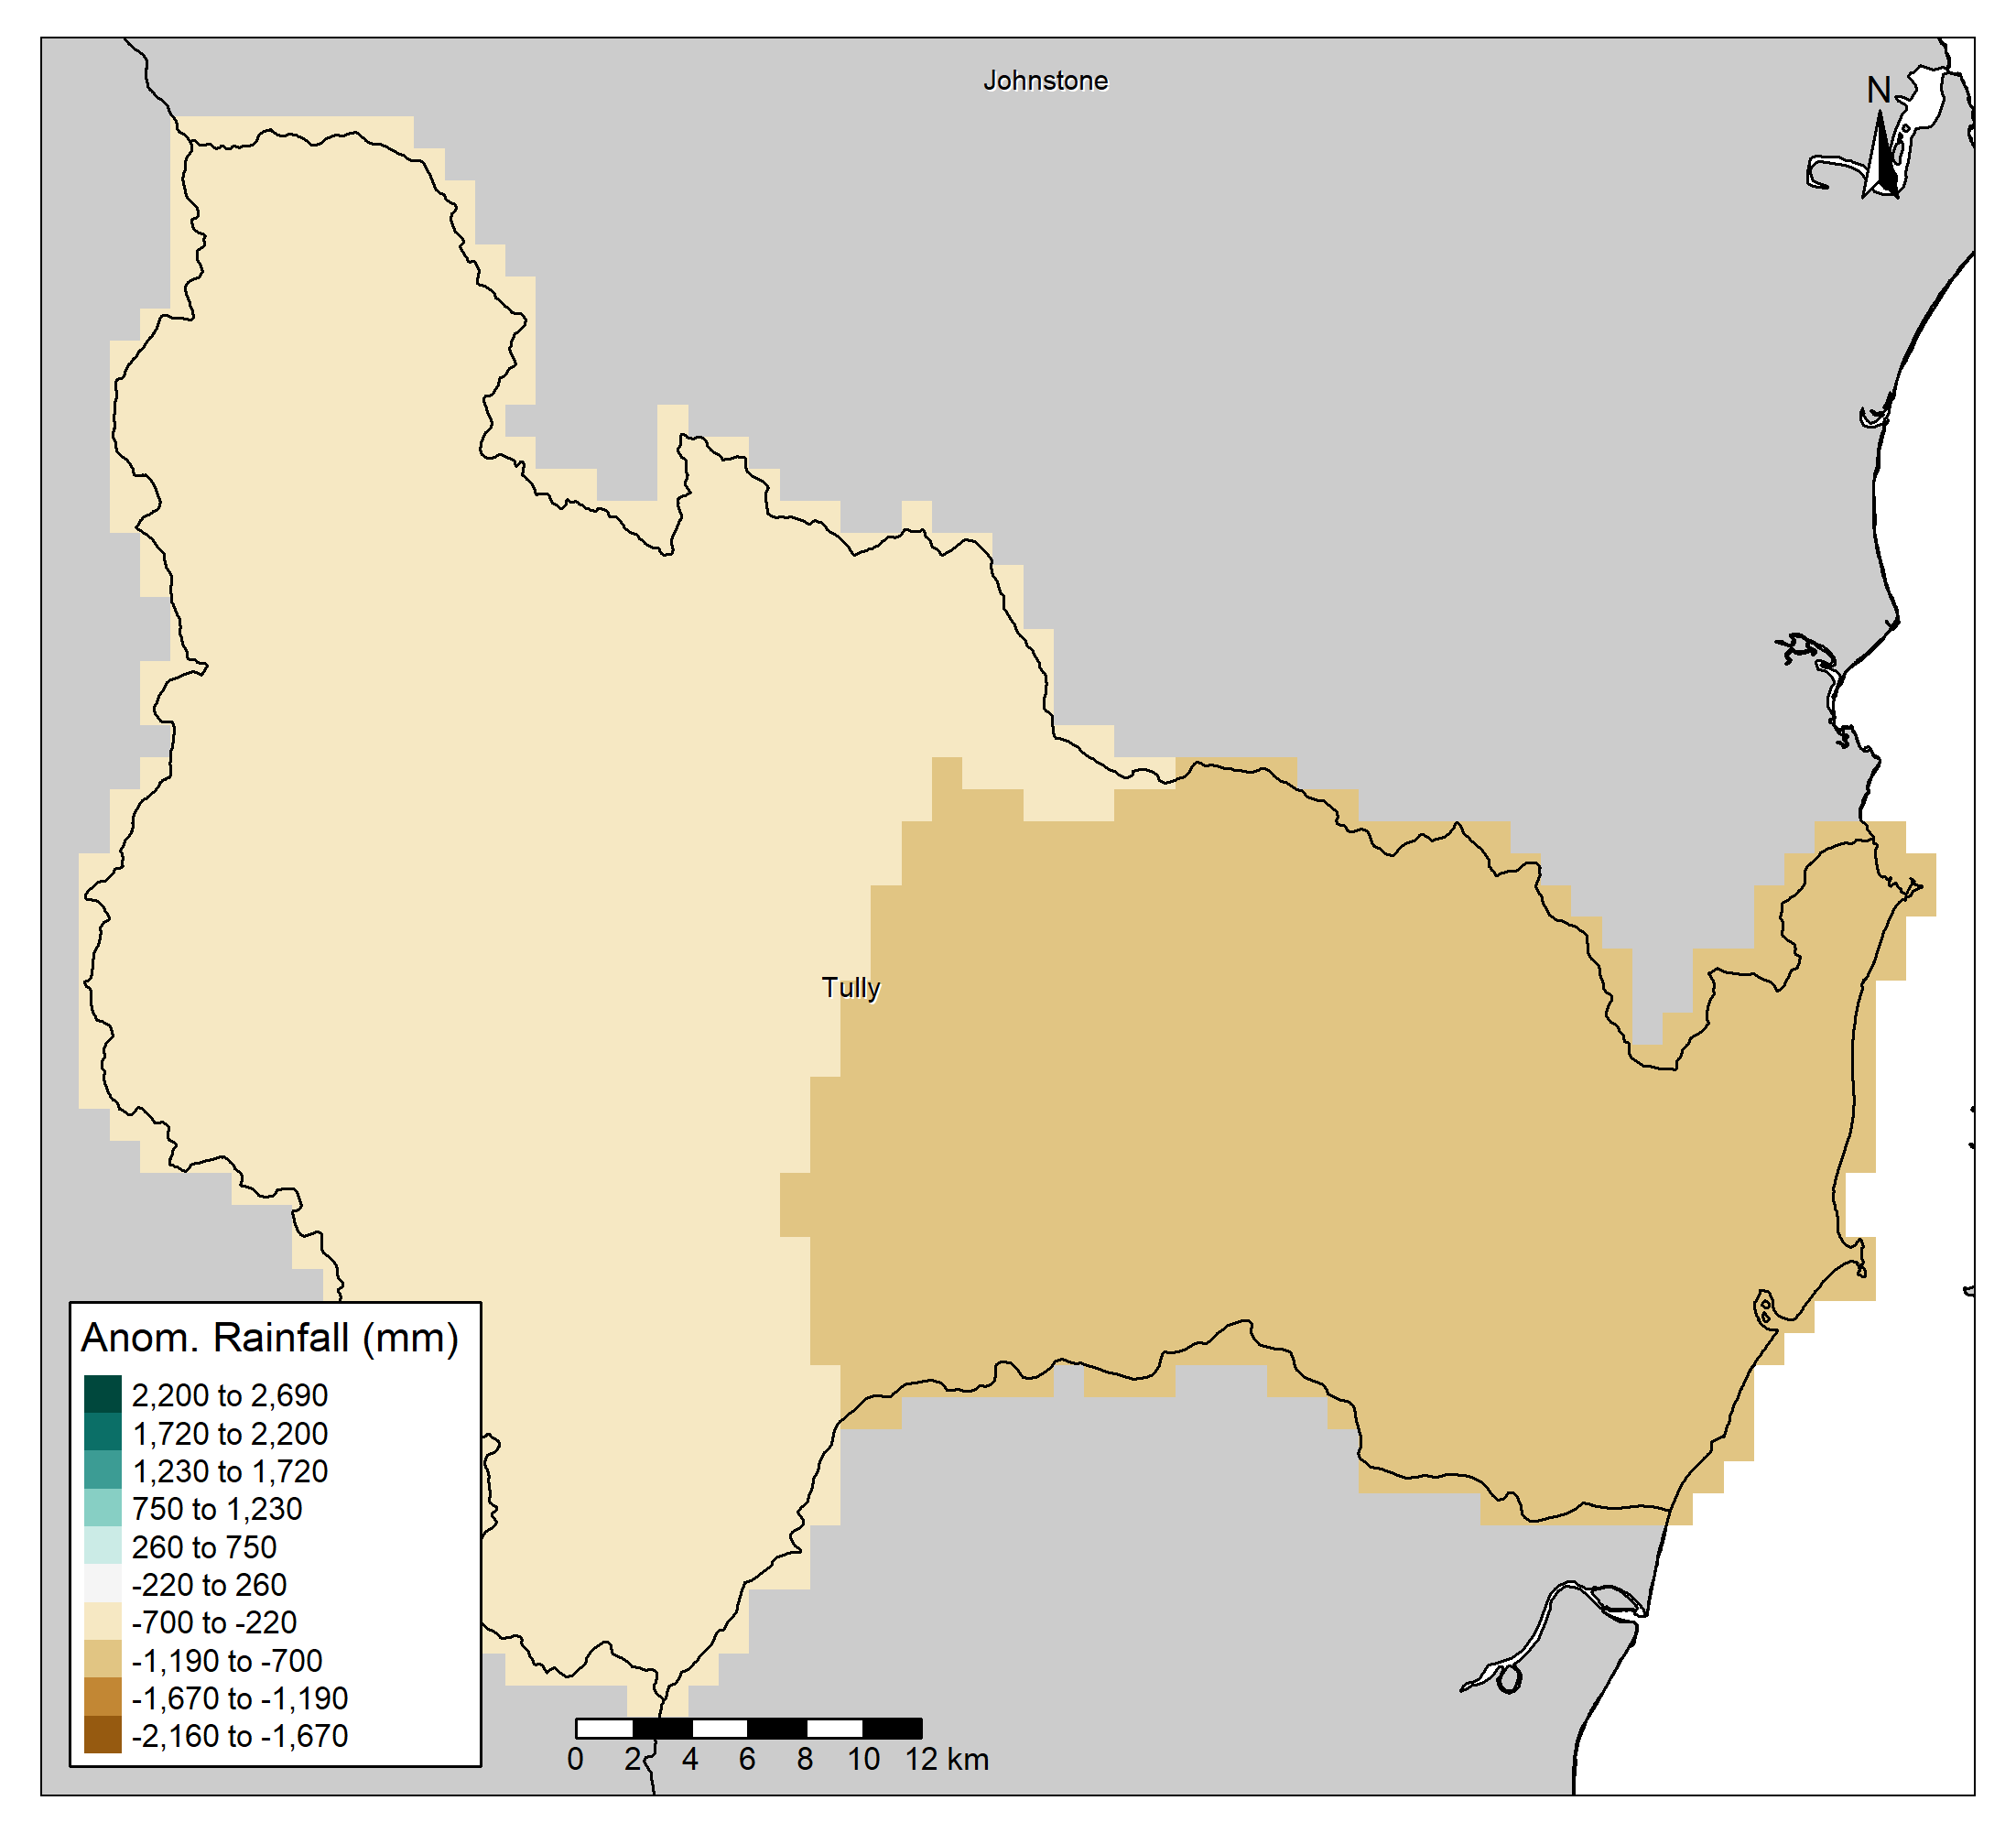 Johnstone
N
Tully
Anom. Rainfall (mm)
2,200 to 2,690
1,720 to 2,200
1,230 to 1,720
750 to 1,230
260 to 750
-220 to 260
-700 to -220
-1,190 to -700
-1,670 to -1,190
-2,160 to -1,670
0 2 4 6 8 10 12 km